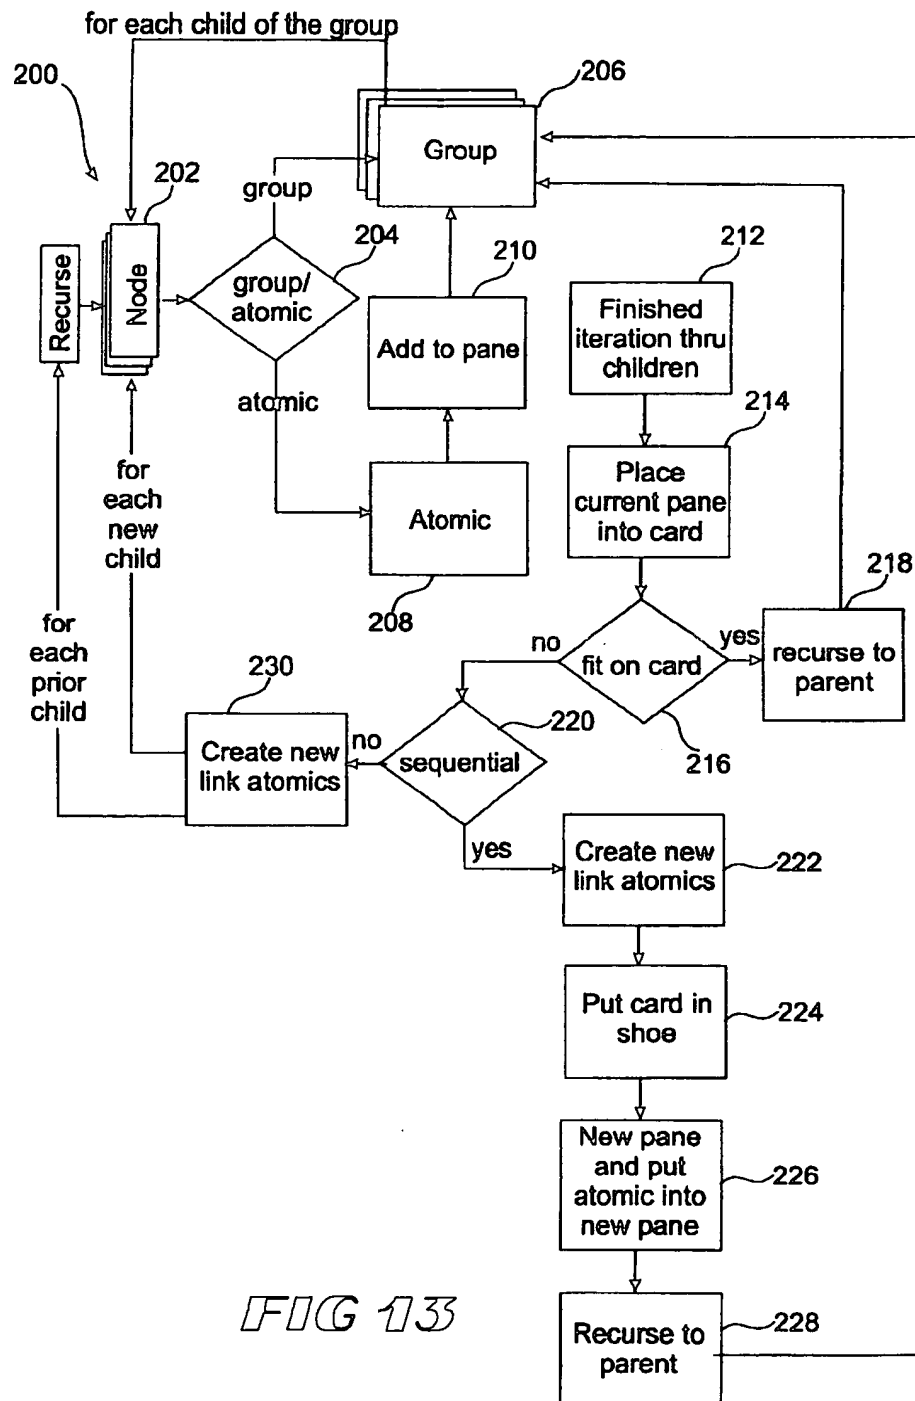 for each child of the group
200
206
Group
202
group
204
Recurse
Node
group/
atomic
210
212
Add to pane
Finished
iteration thru
children
atomic
214
for
each
new
child
Atomic
Place
current pane
into card
208
218
for
each
prior
child
no
fit on card
yes
recurse to
parent
230
220
216
Create new
link atomics
no
sequential
yes
Create new
link atomics
222
Put card in
shoe
224
New pane
and put
atomic into
new pane
226
FIG 13
Recurse to
parent
228